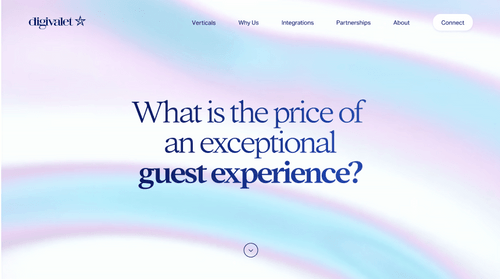 digivalet
Verticals
Why Us
Integrations
Partnerships
About
Connect
What is the price of
an exceptional
guest experience?